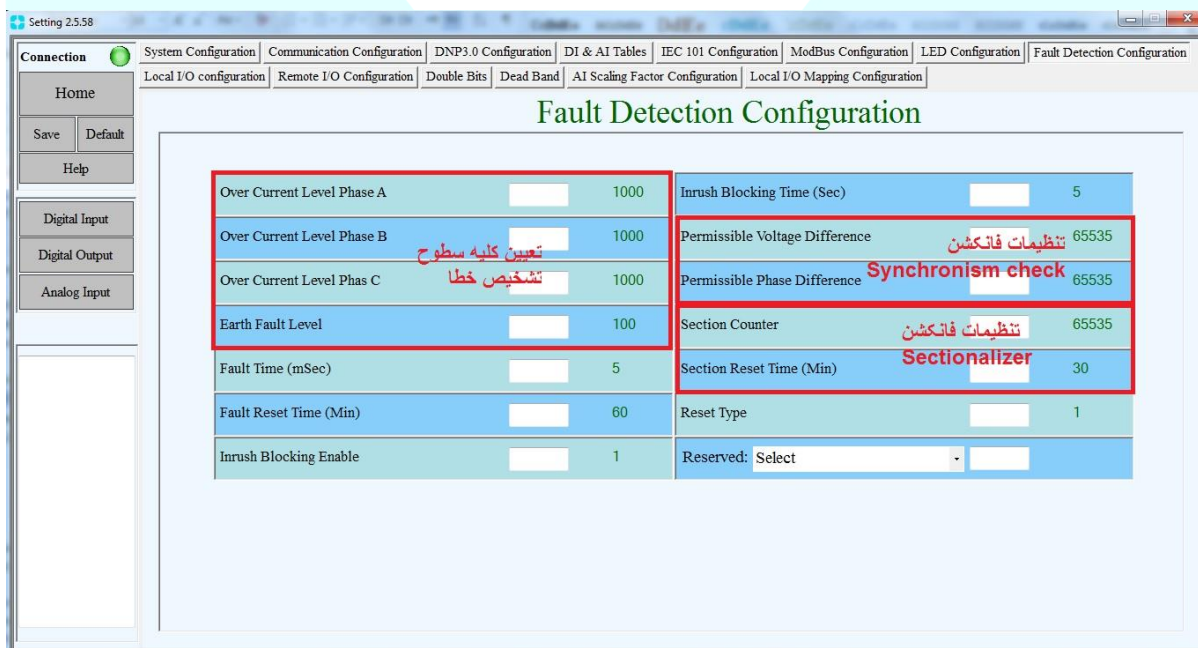 Setting 2.5.58
Connection
Home
Save Default
Help
Digital Input
Digital Output
Analog Input
System Configuration Communication Configuration DNP3.0 Configuration DI & AI Tables IEC 101 Configuration ModBus Configuration LED Configuration Fault Detection Configuration
Local I/O configuration Remote I/O Configuration Double Bits Dead Band AI Scaling Factor Configuration Local I/O Mapping Configuration
Fault Detection Configuration
Over Current Level Phase A 1000
Over Current Level Phase B 1000
Over Current Level Phas C 1000
Earth Fault Level 100
تعیین کلیه سطوح
تشخیص خطا
Fault Time (mSec) 5
Fault Reset Time (Min) 60
Inrush Blocking Enable 1
Inrush Blocking Time (Sec) 5
Permissible Voltage Difference 65535
Permissible Phase Difference 65535
تنظیمات فانکشن
Synchronism check
Section Counter 65535
Section Reset Time (Min) 30
تنظیمات فانکشن
Sectionalizer
Reset Type 1
Reserved: Select